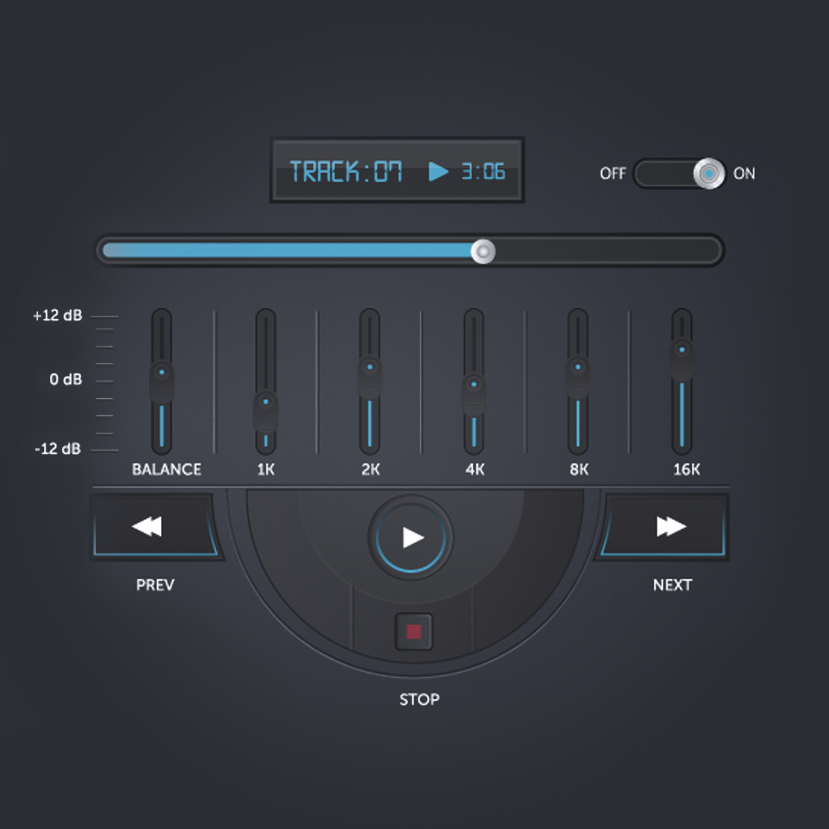 TRACK:07 3:06
OFF ON
+12 dB
0 dB
-12 dB
BALANCE 1K 2K 4K 8K 16K
PREV NEXT
STOP